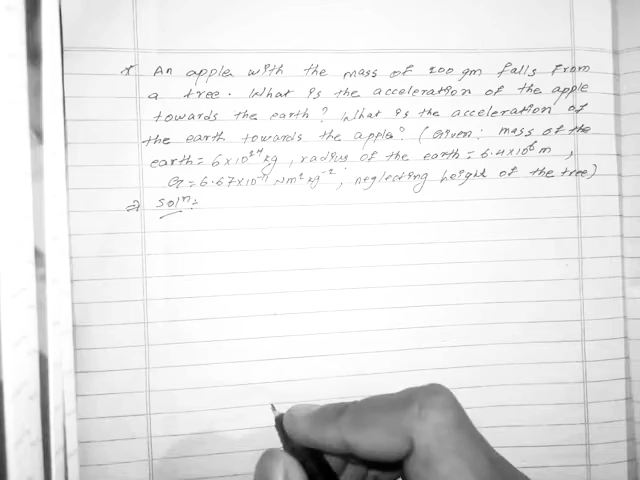 * An apple with the mass of 100 gm falls from
a tree. What is the acceleration of the apple
towards the earth? What is the acceleration of
the earth towards the apple? (Given: mass of the
earth = 6×10²⁴ kg, radius of the earth = 6.4×10⁶ m,
G = 6.67×10⁻¹¹ Nm² kg⁻², neglecting height of the tree)
⇒ Solⁿ: